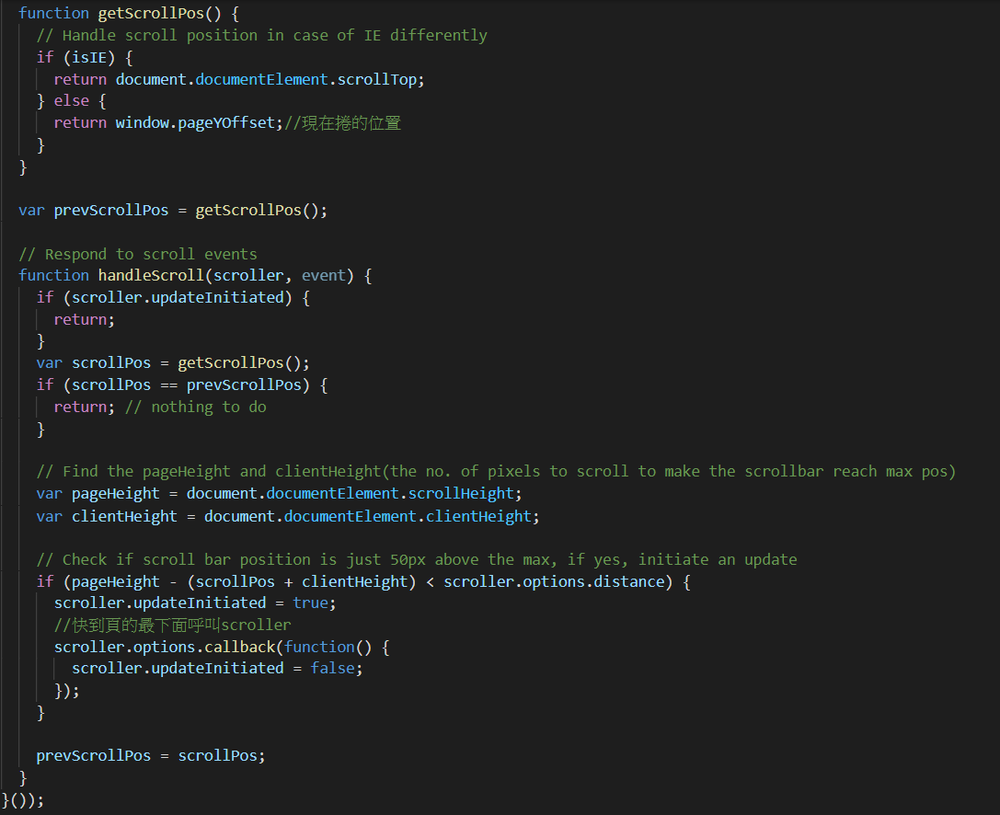 function getScrollPos() {
// Handle scroll position in case of IE differently
if (isIE) {
return document.documentElement.scrollTop;
} else {
return window.pageYOffset;//現在捲的位置
}
}
var prevScrollPos = getScrollPos();
// Respond to scroll events
function handleScroll(scroller, event) {
if (scroller.updateInitiated) {
return;
}
var scrollPos = getScrollPos();
if (scrollPos == prevScrollPos) {
return; // nothing to do
}
// Find the pageHeight and clientHeight(the no. of pixels to scroll to make the scrollbar reach max pos)
var pageHeight = document.documentElement.scrollHeight;
var clientHeight = document.documentElement.clientHeight;
// Check if scroll bar position is just 50px above the max, if yes, initiate an update
if (pageHeight - (scrollPos + clientHeight) < scroller.options.distance) {
scroller.updateInitiated = true;
//快到頁的最下面呼叫scroller
scroller.options.callback(function() {
scroller.updateInitiated = false;
});
}
prevScrollPos = scrollPos;
}
}());